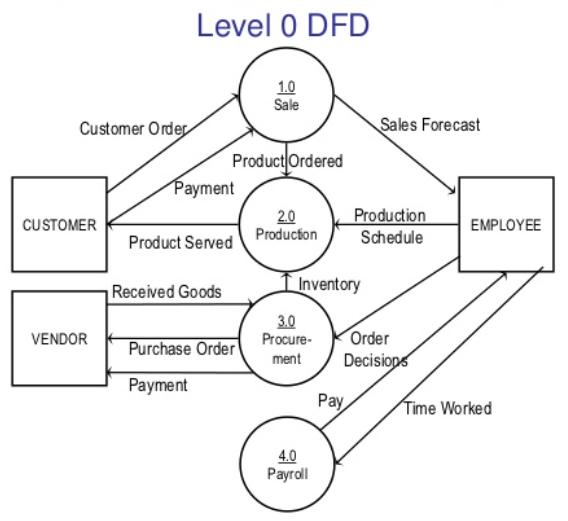 Level 0 DFD
1.0
Sale
Customer Order
Sales Forecast
Product Ordered
Payment
CUSTOMER
2.0
Production
Production
Schedule
EMPLOYEE
Product Served
Received Goods
Inventory
VENDOR
3.0
Procure-
ment
Purchase Order
Order
Decisions
Payment
Pay
Time Worked
4.0
Payroll